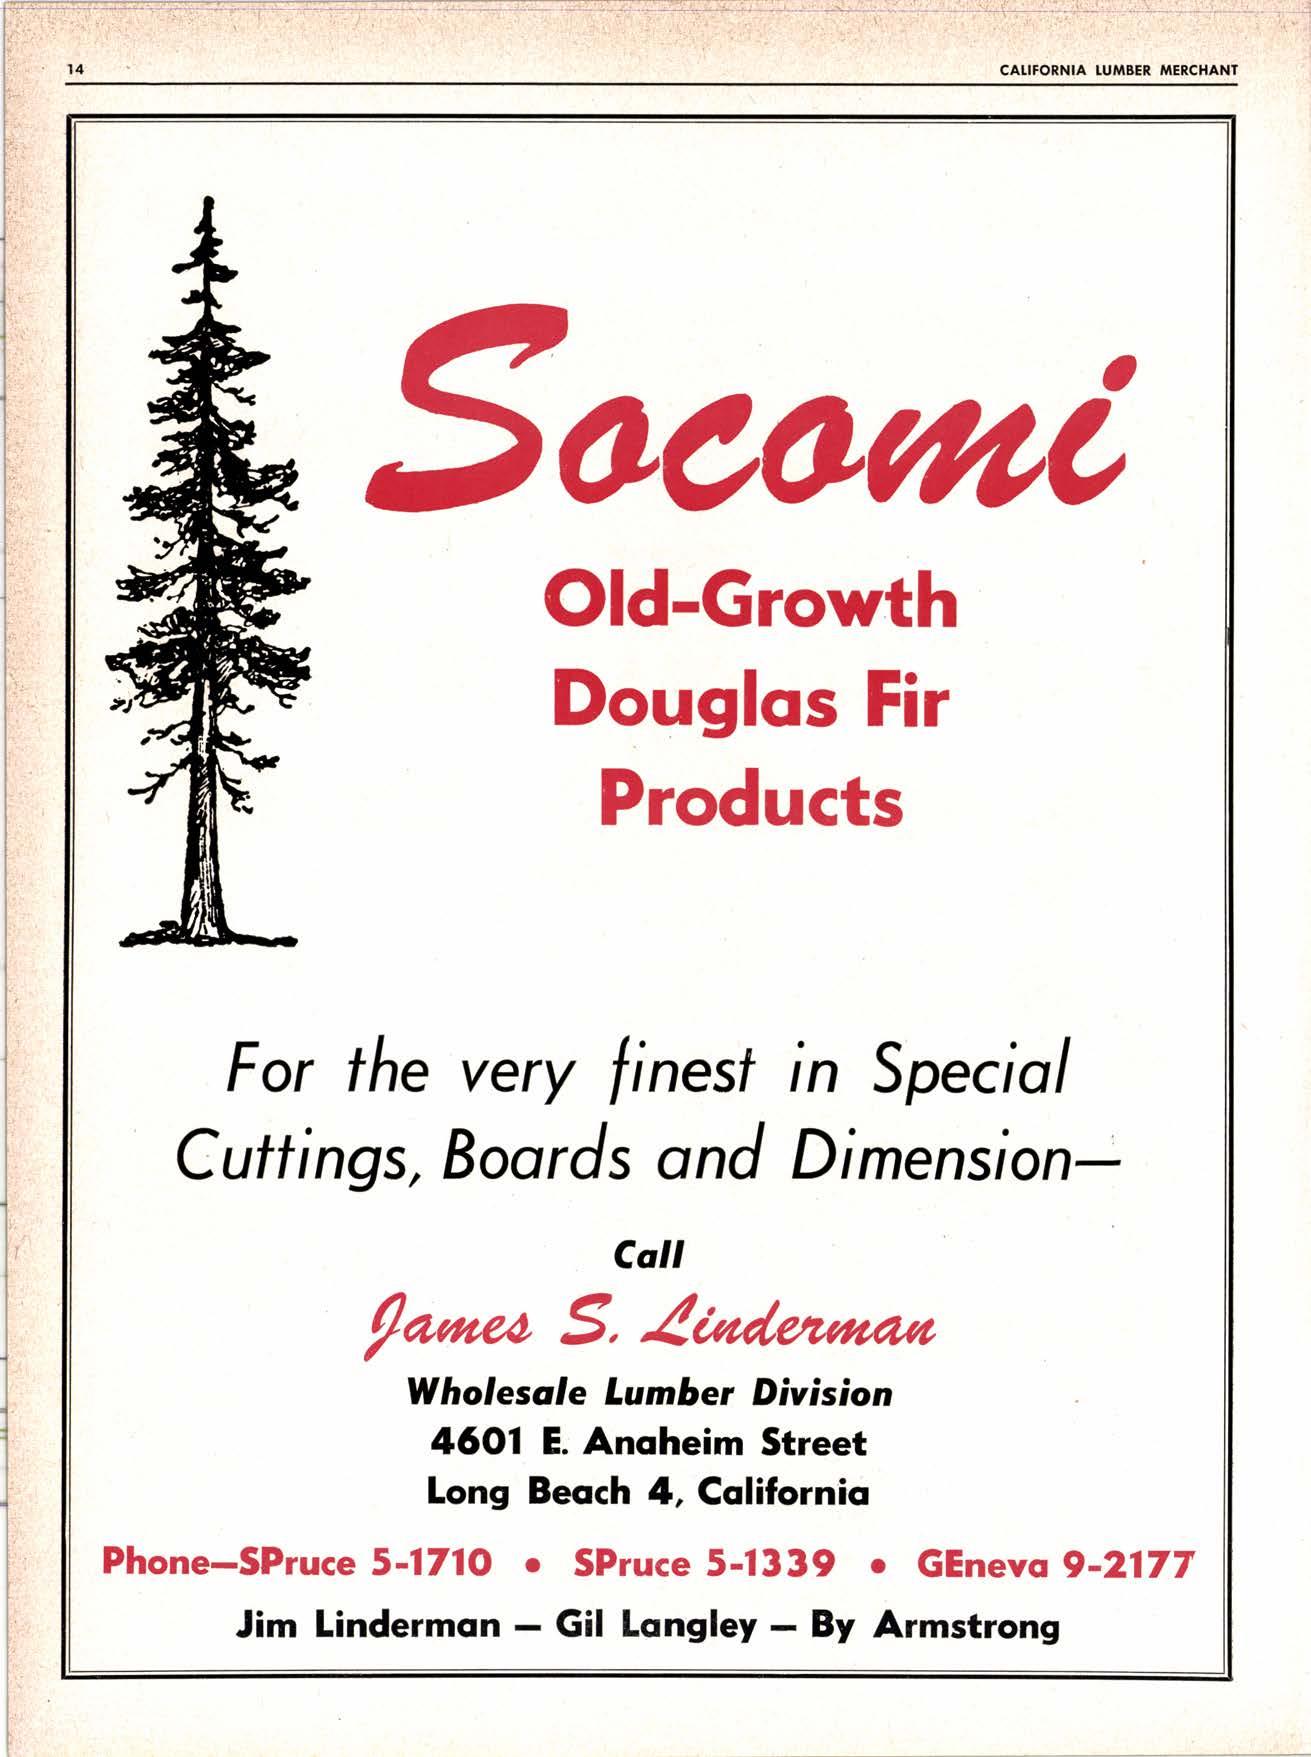 14
CALIFORNIA LUMBER MERCHANT
Socomi
Old-Growth
Douglas Fir
Products
For the very finest in Special
Cuttings, Boards and Dimension—
Call
James S. Linderman
Wholesale Lumber Division
4601 E. Anaheim Street
Long Beach 4, California
Phone—SPruce 5-1710 • SPruce 5-1339 • GEneva 9-2177
Jim Linderman — Gil Langley — By Armstrong